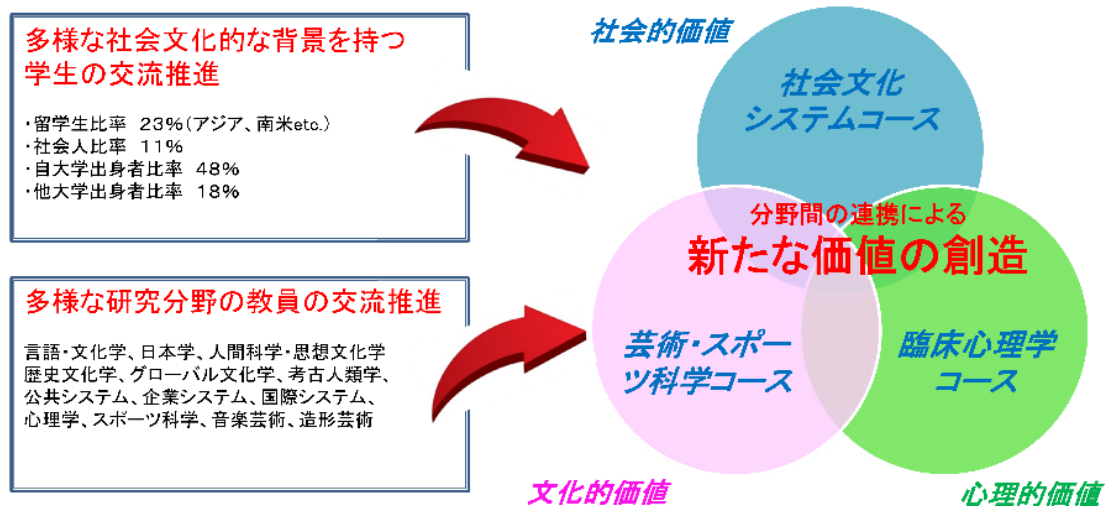 多様な社会文化的な背景を持つ
学生の交流推進
・留学生比率　23%(アジア、南米etc.)
・社会人比率　11%
・自大学出身者比率　48%
・他大学出身者比率　18%
多様な研究分野の教員の交流推進
言語・文化学、日本学、人間科学・思想文化学
歴史文化学、グローバル文化学、考古人類学、
公共システム、企業システム、国際システム、
心理学、スポーツ科学、音楽芸術、造形芸術
社会的価値
社会文化
システムコース
分野間の連携による
新たな価値の創造
芸術・スポー
ツ科学コース
臨床心理学
コース
文化的価値
心理的価値